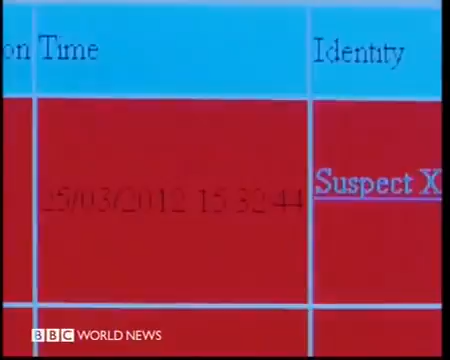 on Time Identity
Suspect X
25/03/2012 15:32:44
BBC WORLD NEWS